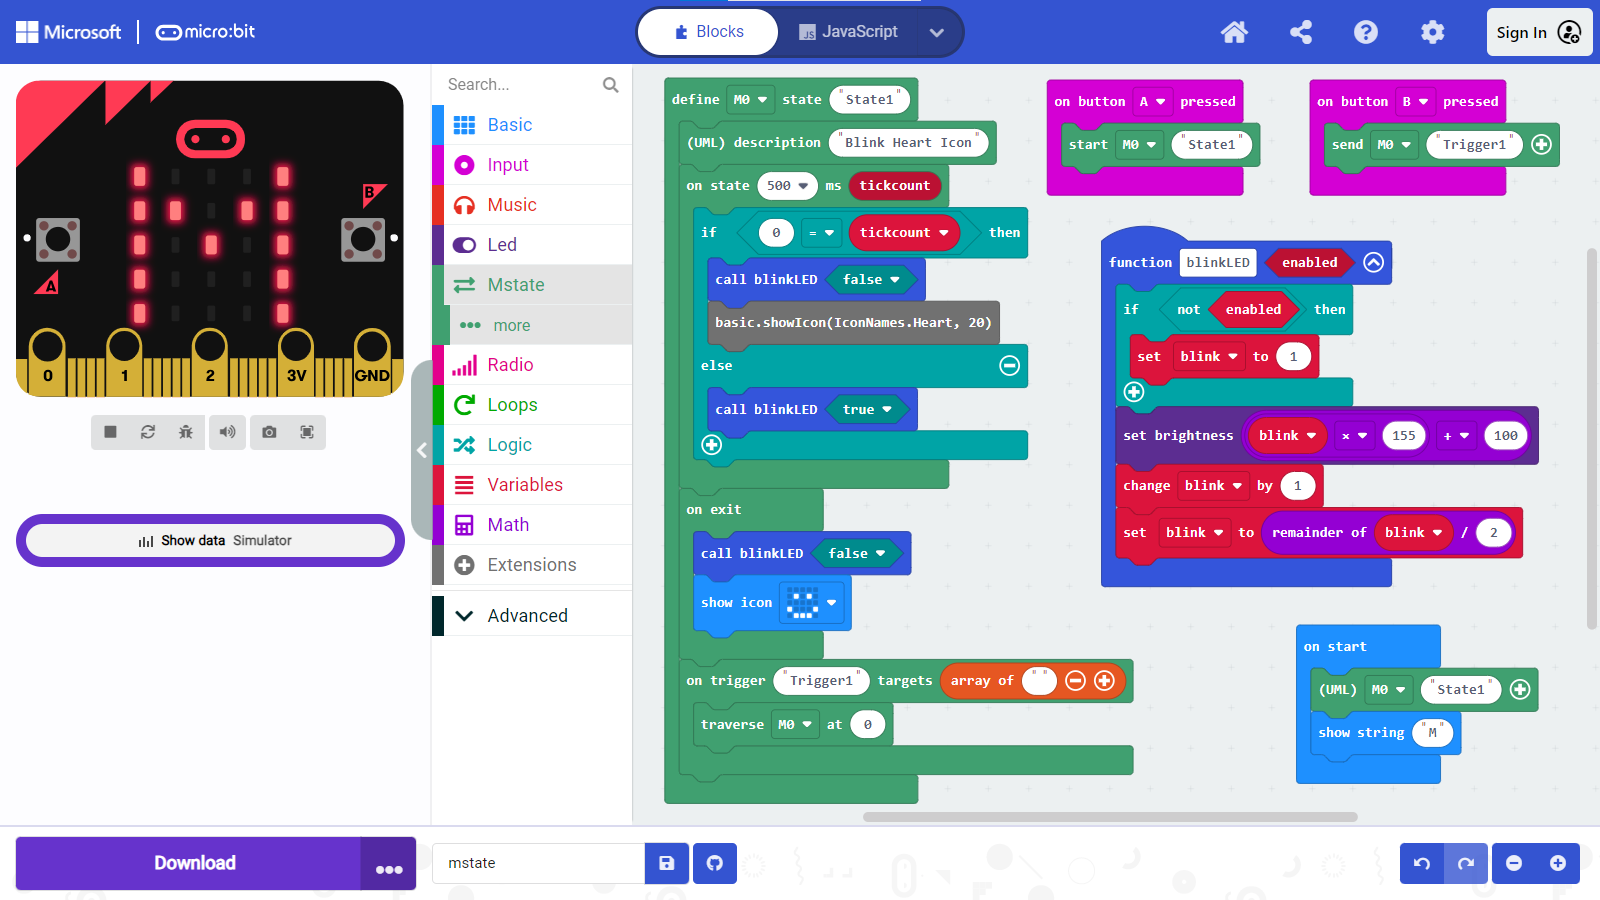 Microsoft micro:bit Blocks JavaScript Sign In
B
A
0 1 2 3V GND
Show data Simulator
Search...
Basic
Input
Music
Led
Mstate
more
Radio
Loops
Logic
Variables
Math
Extensions
Advanced
define M0 state "State1"
(UML) description "Blink Heart Icon"
on state 500 ms tickcount
if 0 = tickcount then
call blinkLED false
basic.showIcon(IconNames.Heart, 20)
else
call blinkLED true
on exit
call blinkLED false
show icon
on trigger "Trigger1" targets array of " "
traverse M0 at 0
on button A pressed
start M0 "State1"
on button B pressed
send M0 "Trigger1"
function blinkLED enabled
if not enabled then
set blink to 1
set brightness blink × 155 + 100
change blink by 1
set blink to remainder of blink / 2
on start
(UML) M0 "State1"
show string "M"
Download
mstate